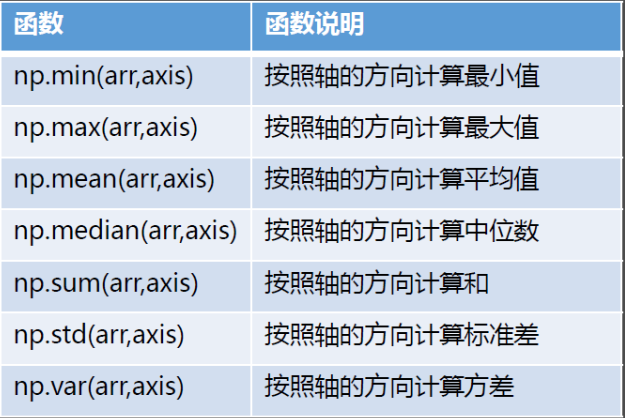 函数 函数说明
np.min(arr,axis) 按照轴的方向计算最小值
np.max(arr,axis) 按照轴的方向计算最大值
np.mean(arr,axis) 按照轴的方向计算平均值
np.median(arr,axis) 按照轴的方向计算中位数
np.sum(arr,axis) 按照轴的方向计算和
np.std(arr,axis) 按照轴的方向计算标准差
np.var(arr,axis) 按照轴的方向计算方差